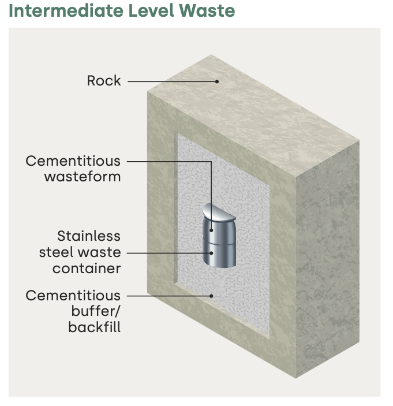 Intermediate Level Waste
Rock
Cementitious
wasteform
Stainless
steel waste
container
Cementitious
buffer/
backfill